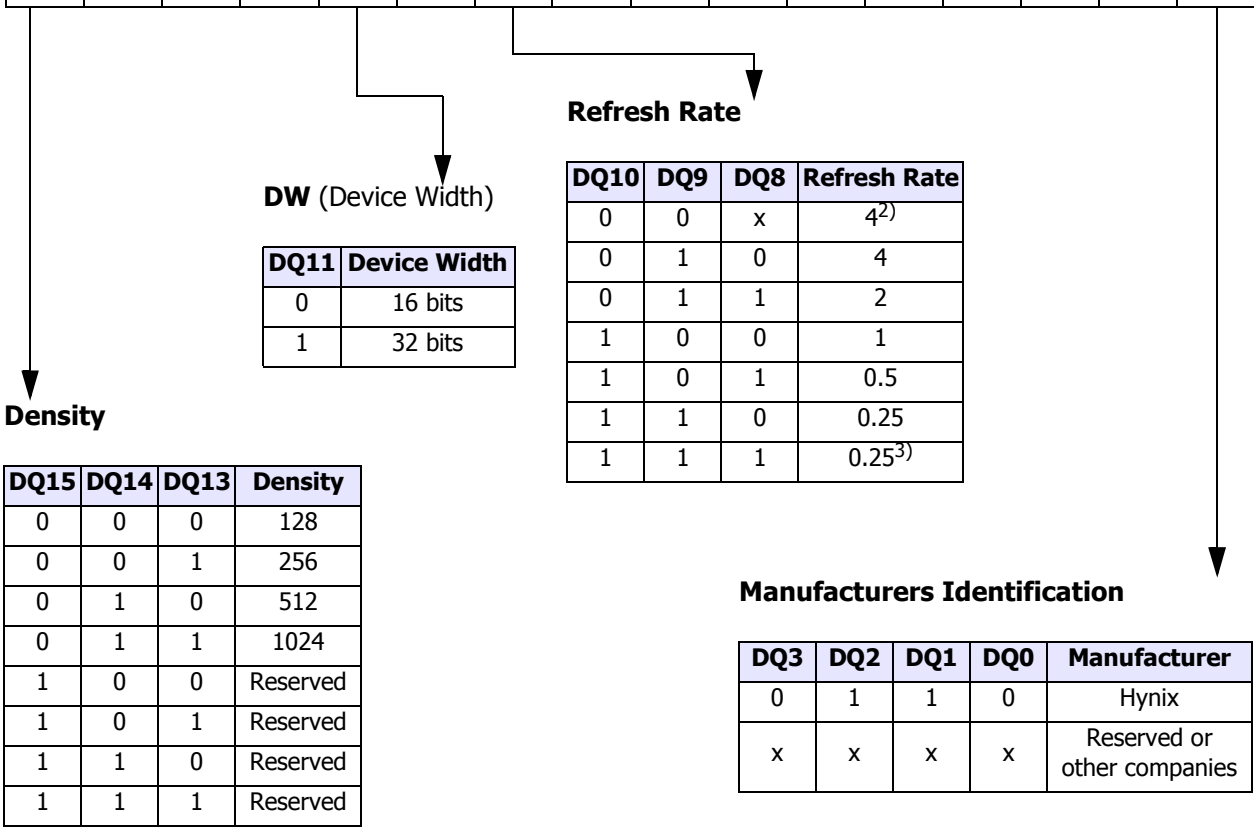 Refresh Rate
DQ10 DQ9 DQ8 Refresh Rate
0 0 x 42)
0 1 0 4
0 1 1 2
1 0 0 1
1 0 1 0.5
1 1 0 0.25
1 1 1 0.253)
DW (Device Width)
DQ11 Device Width
0 16 bits
1 32 bits
Density
DQ15 DQ14 DQ13 Density
0 0 0 128
0 0 1 256
0 1 0 512
0 1 1 1024
1 0 0 Reserved
1 0 1 Reserved
1 1 0 Reserved
1 1 1 Reserved
Manufacturers Identification
DQ3 DQ2 DQ1 DQ0 Manufacturer
0 1 1 0 Hynix
x x x x Reserved or
other companies